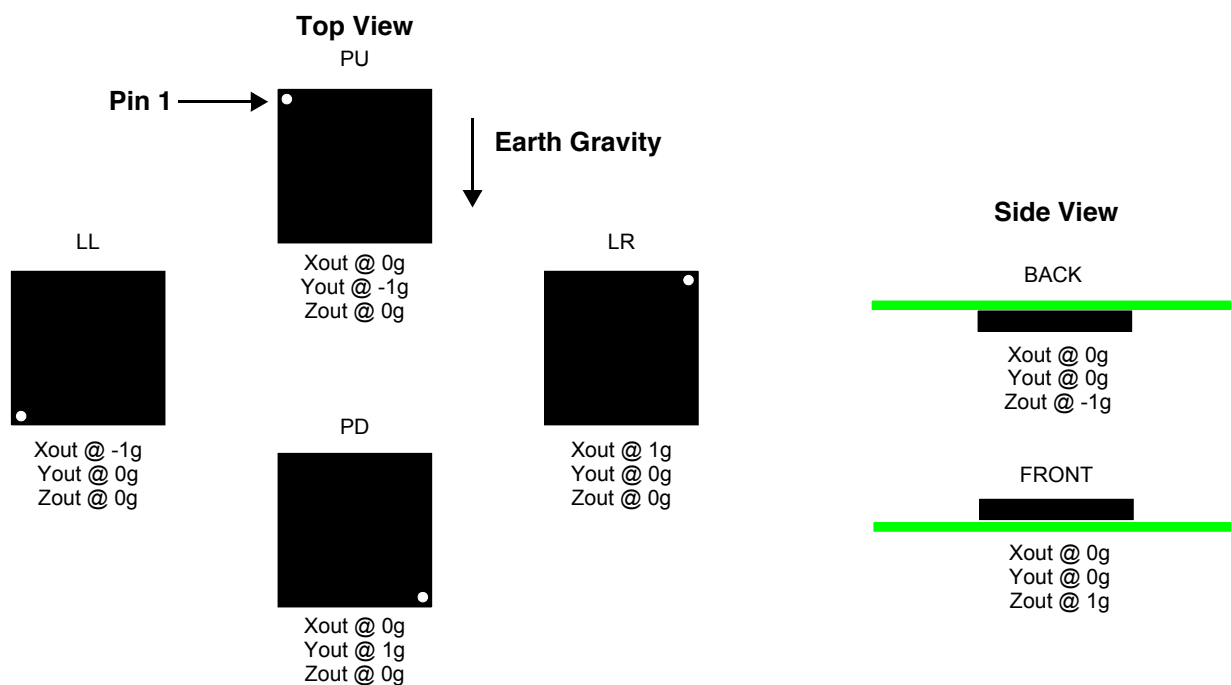 Top View
PU
Pin 1
Earth Gravity
Xout @ 0g
Yout @ -1g
Zout @ 0g
LL
Xout @ -1g
Yout @ 0g
Zout @ 0g
LR
Xout @ 1g
Yout @ 0g
Zout @ 0g
PD
Xout @ 0g
Yout @ 1g
Zout @ 0g
Side View
BACK
Xout @ 0g
Yout @ 0g
Zout @ -1g
FRONT
Xout @ 0g
Yout @ 0g
Zout @ 1g